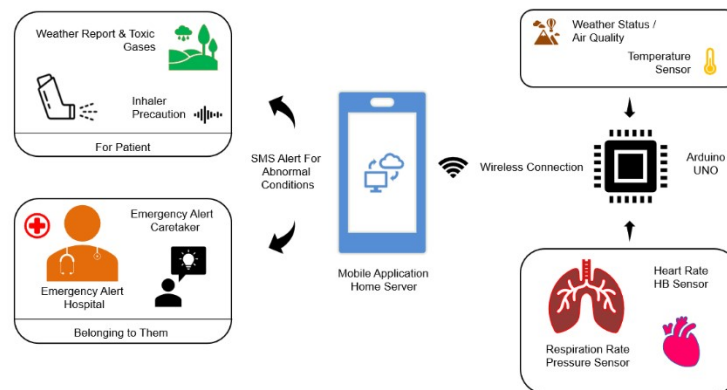 Weather Report & Toxic
Gases
Inhaler
Precaution
For Patient
Emergency Alert
Caretaker
Emergency Alert
Hospital
Belonging to Them
SMS Alert For
Abnormal
Conditions
Mobile Application
Home Server
Wireless Connection
Weather Status /
Air Quality
Temperature
Sensor
Arduino
UNO
Heart Rate
HB Sensor
Respiration Rate
Pressure Sensor